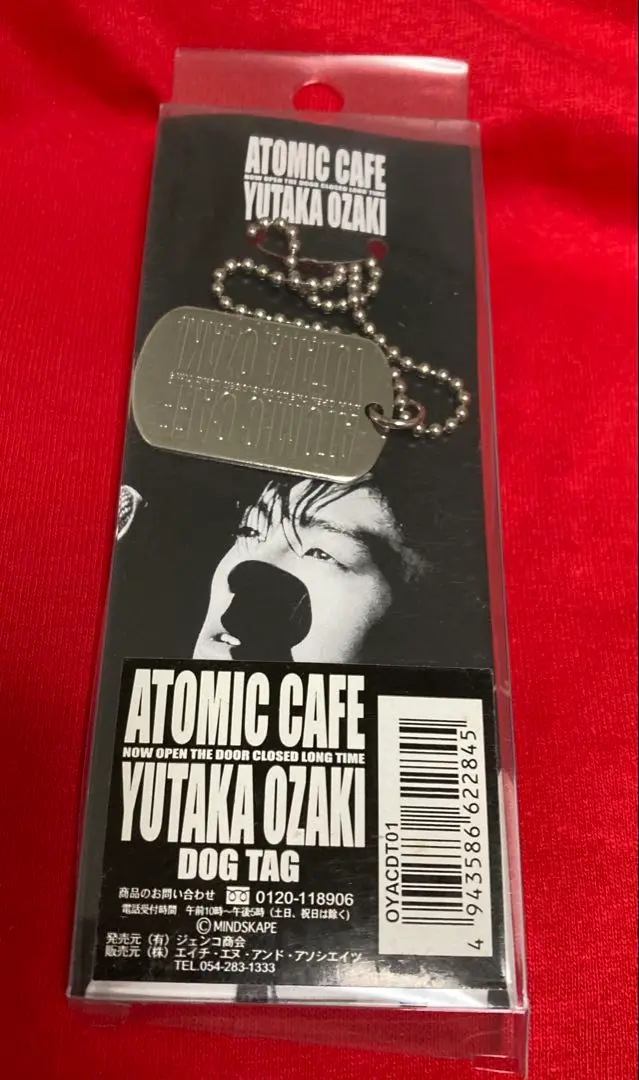 ATOMIC CAFE
NOW OPEN THE DOOR CLOSED LONG TIME
YUTAKA OZAKI
YUTAKA OZAKI
ATOMIC CAFE
ATOMIC CAFE
NOW OPEN THE DOOR CLOSED LONG TIME
YUTAKA OZAKI
DOG TAG
商品のお問い合わせ 0120-118906
電話受付時間 午前10時〜午後5時(土日、祝日は除く)
©MINDSKAPE
発売元(有)ジェンコ商会
販売元(株)エイチ・エヌ・アンド・アソシエイツ
TEL.054-283-1333
OYACDT01
4 943586 622845